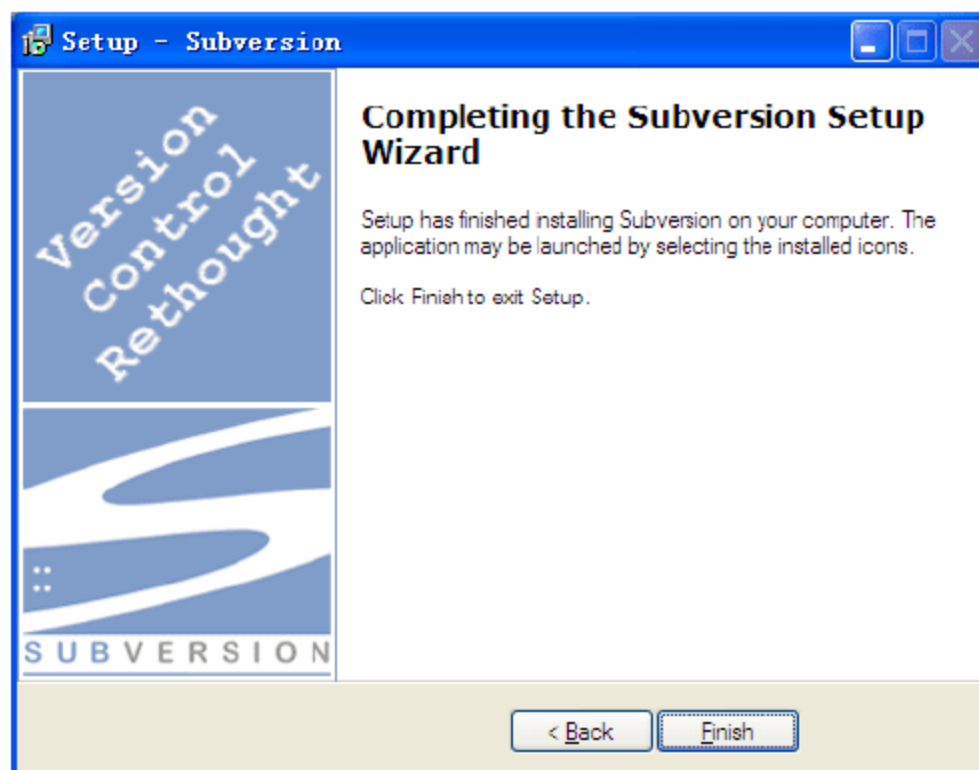 Setup - Subversion
Version
Control
Rethought
Completing the Subversion Setup
Wizard
Setup has finished installing Subversion on your computer. The
application may be launched by selecting the installed icons.
Click Finish to exit Setup.
SUBVERSION
< Back
Finish